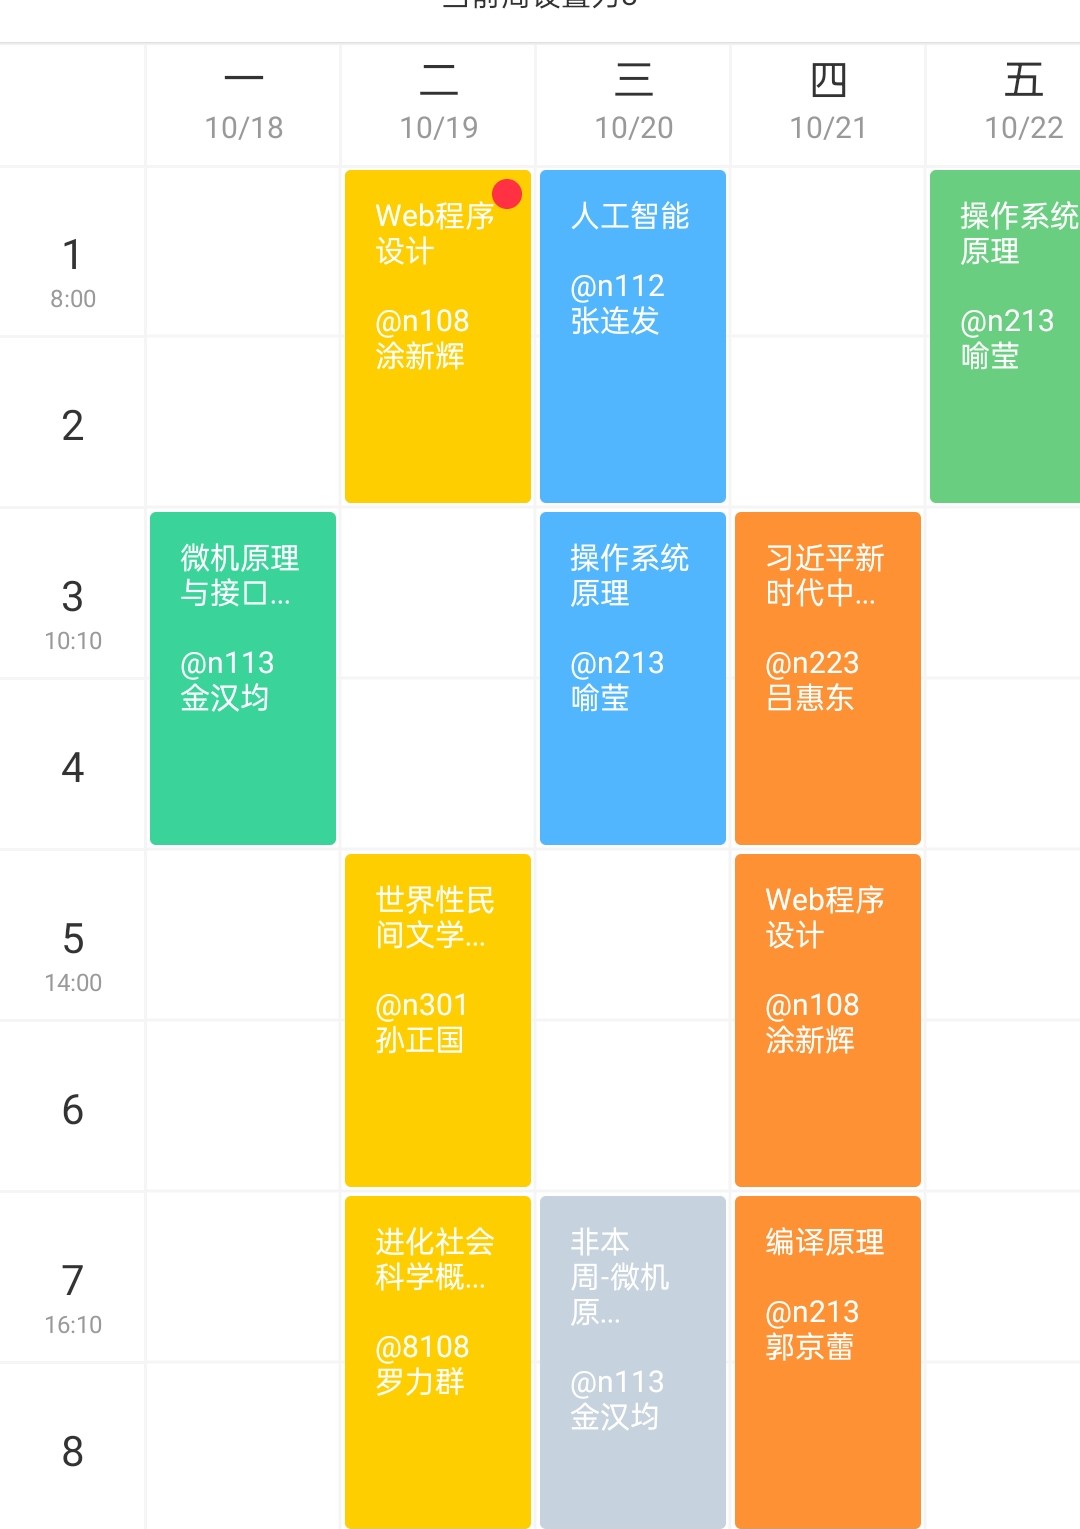 当前周设置为8
一
二
三
四
五
10/18
10/19
10/20
10/21
10/22
1
8:00
2
3
10:10
4
5
14:00
6
7
16:10
8
微机原理
与接口...
@n113
金汉均
Web程序
设计
@n108
涂新辉
世界性民
间文学...
@n301
孙正国
进化社会
科学概...
@8108
罗力群
人工智能
@n112
张连发
操作系统
原理
@n213
喻莹
非本
周-微机
原...
@n113
金汉均
习近平新
时代中...
@n223
吕惠东
Web程序
设计
@n108
涂新辉
编译原理
@n213
郭京蕾
操作系统
原理
@n213
喻莹